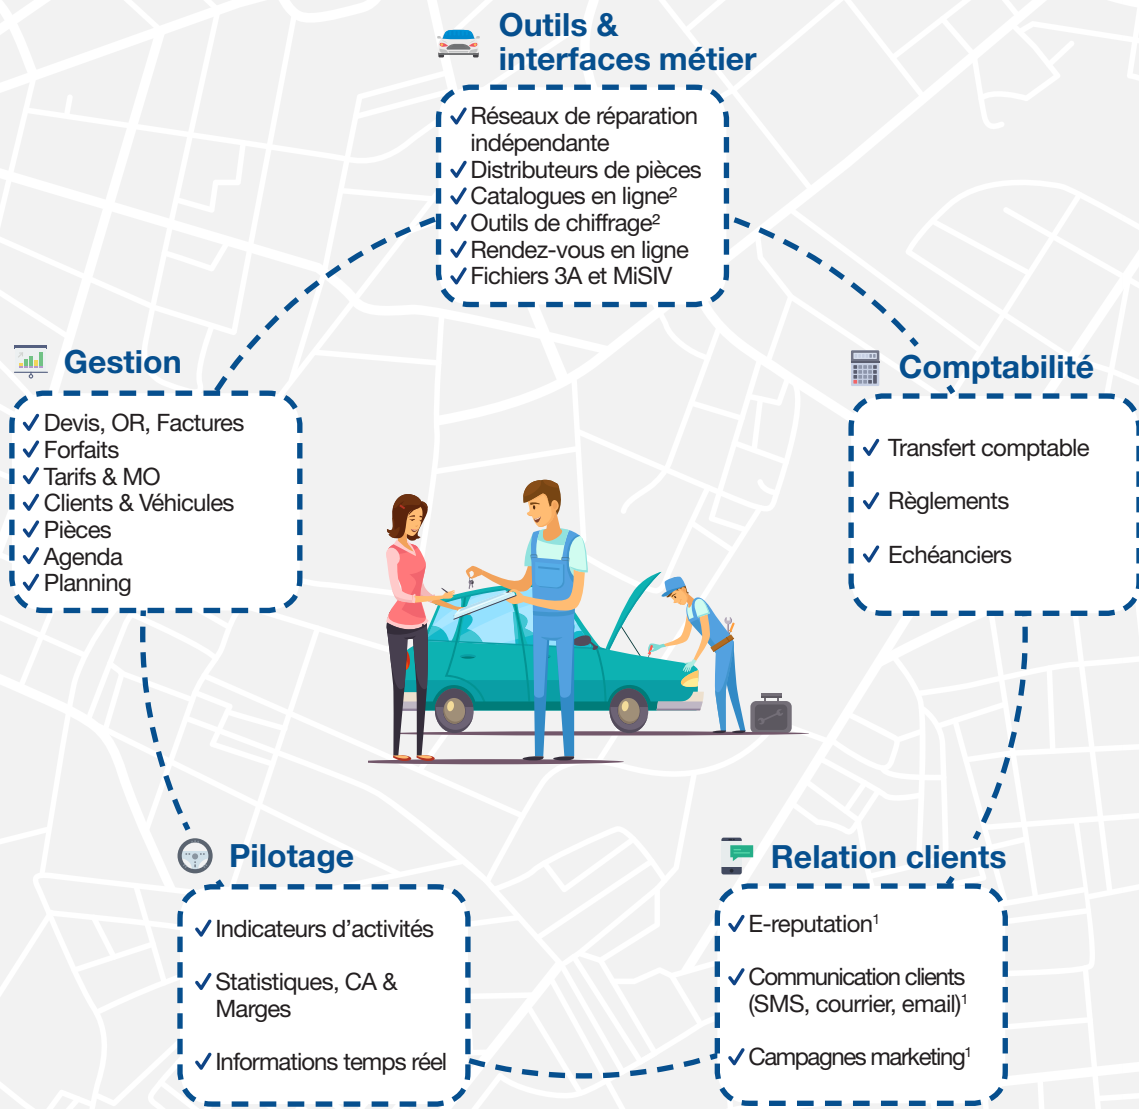 Outils &
interfaces métier
Réseaux de réparation
indépendante
Distributeurs de pièces
Catalogues en ligne²
Outils de chiffrage²
Rendez-vous en ligne
Fichiers 3A et MiSIV
Gestion
Devis, OR, Factures
Forfaits
Tarifs & MO
Clients & Véhicules
Pièces
Agenda
Planning
Comptabilité
Transfert comptable
Règlements
Echéanciers
Pilotage
Indicateurs d’activités
Statistiques, CA &
Marges
Informations temps réel
Relation clients
E-reputation¹
Communication clients
(SMS, courrier, email)¹
Campagnes marketing¹